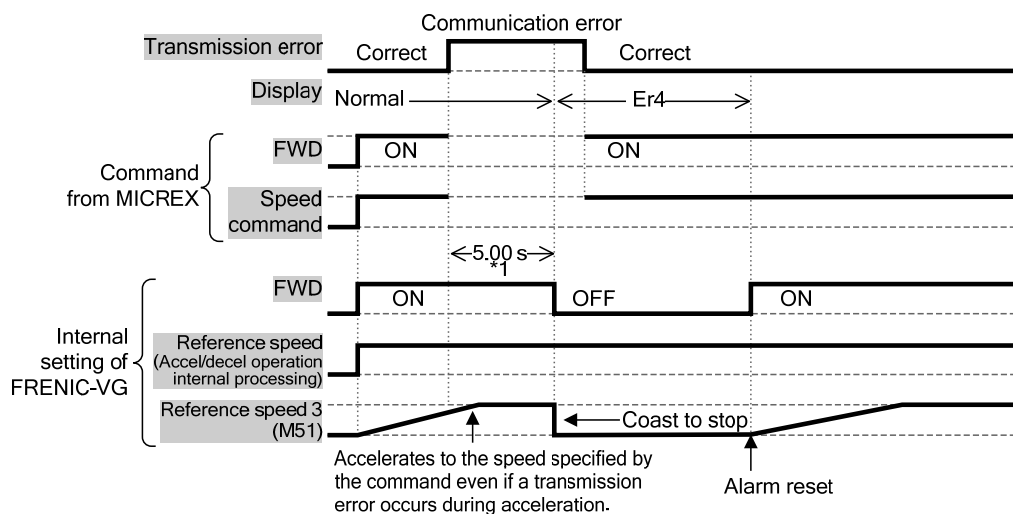 Communication error
Transmission error
Correct
Correct
Display
Normal
Er4
Command
from MICREX
FWD
ON
ON
Speed
command
5.00 s
*1
Internal
setting of
FRENIC-VG
FWD
ON
OFF
ON
Reference speed
(Accel/decel operation
internal processing)
Reference speed 3
(M51)
Coast to stop
Accelerates to the speed specified by
the command even if a transmission
error occurs during acceleration.
Alarm reset